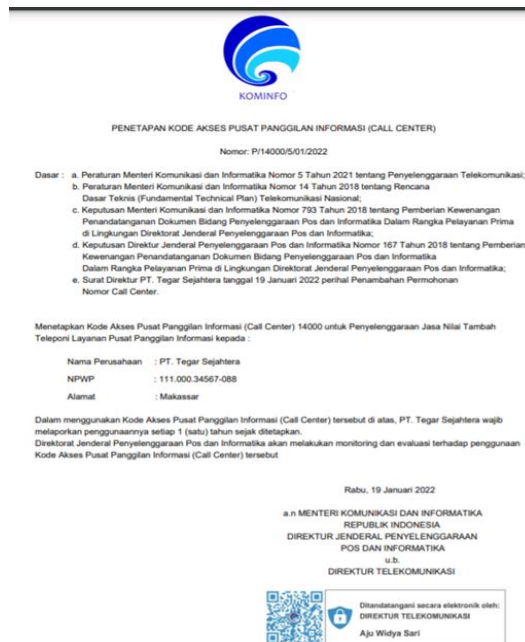 KOMINFO
PENETAPAN KODE AKSES PUSAT PANGGILAN INFORMASI (CALL CENTER)
Nomor: P/14000/5/01/2022
Dasar : a. Peraturan Menteri Komunikasi dan Informatika Nomor 5 Tahun 2021 tentang Penyelenggaraan Telekomunikasi;
b. Peraturan Menteri Komunikasi dan Informatika Nomor 14 Tahun 2018 tentang Rencana
Dasar Teknis (Fundamental Technical Plan) Telekomunikasi Nasional;
c. Keputusan Menteri Komunikasi dan Informatika Nomor 793 Tahun 2018 tentang Pemberian Kewenangan
Penandatanganan Dokumen Bidang Penyelenggaraan Pos dan Informatika Dalam Rangka Pelayanan Prima
di Lingkungan Direktorat Jenderal Penyelenggaraan Pos dan Informatika;
d. Keputusan Direktur Jenderal Penyelenggaraan Pos dan Informatika Nomor 167 Tahun 2018 tentang Pemberian
Kewenangan Penandatanganan Dokumen Bidang Penyelenggaraan Pos dan Informatika
Dalam Rangka Pelayanan Prima di Lingkungan Direktorat Jenderal Penyelenggaraan Pos dan Informatika;
e. Surat Direktur PT. Tegar Sejahtera tanggal 19 Januari 2022 perihal Penambahan Permohonan
Nomor Call Center.
Menetapkan Kode Akses Pusat Panggilan Informasi (Call Center) 14000 untuk Penyelenggaraan Jasa Nilai Tambah
Teleponi Layanan Pusat Panggilan Informasi kepada :
Nama Perusahaan : PT. Tegar Sejahtera
NPWP : 111.000.34567-088
Alamat : Makassar
Dalam menggunakan Kode Akses Pusat Panggilan Informasi (Call Center) tersebut di atas, PT. Tegar Sejahtera wajib
melaporkan penggunaannya setiap 1 (satu) tahun sejak ditetapkan.
Direktorat Jenderal Penyelenggaraan Pos dan Informatika akan melakukan monitoring dan evaluasi terhadap penggunaan
Kode Akses Pusat Panggilan Informasi (Call Center) tersebut
Rabu, 19 Januari 2022
a.n MENTERI KOMUNIKASI DAN INFORMATIKA
REPUBLIK INDONESIA
DIREKTUR JENDERAL PENYELENGGARAAN
POS DAN INFORMATIKA
u.b.
DIREKTUR TELEKOMUNIKASI
Ditandatangani secara elektronik oleh:
DIREKTUR TELEKOMUNIKASI
Aju Widya Sari